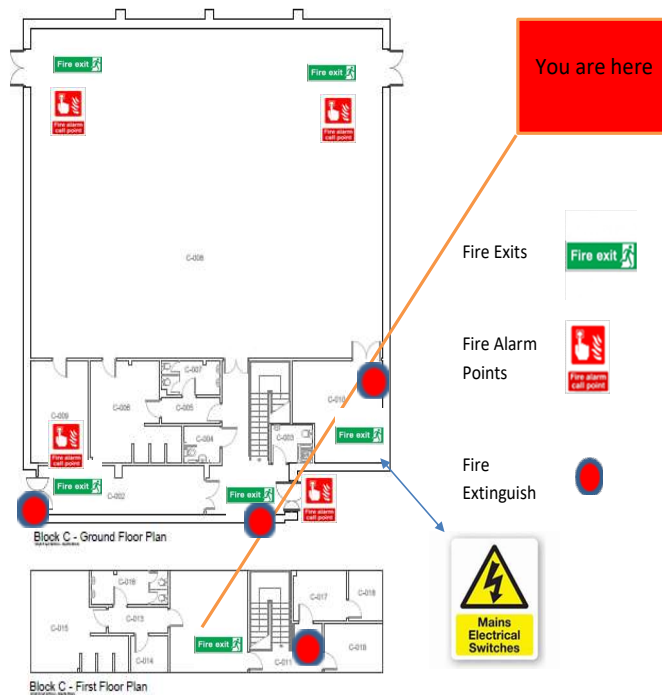 Fire exit
Fire exit
You are here
Fire alarm
call point
Fire alarm
call point
Fire Exits
Fire exit
C-008
Fire Alarm
Points
Fire alarm
call point
C-007
C-009
C-006
C-005
C-010
C-004
C-003
Fire alarm
call point
Fire exit
Fire
Extinguish
Fire exit
C-002
Fire exit
Fire alarm
call point
Block C - Ground Floor Plan
Mains
Electrical
Switches
C-016
C-017
C-018
C-013
C-015
Fire exit
C-014
C-011
C-018
Block C - First Floor Plan